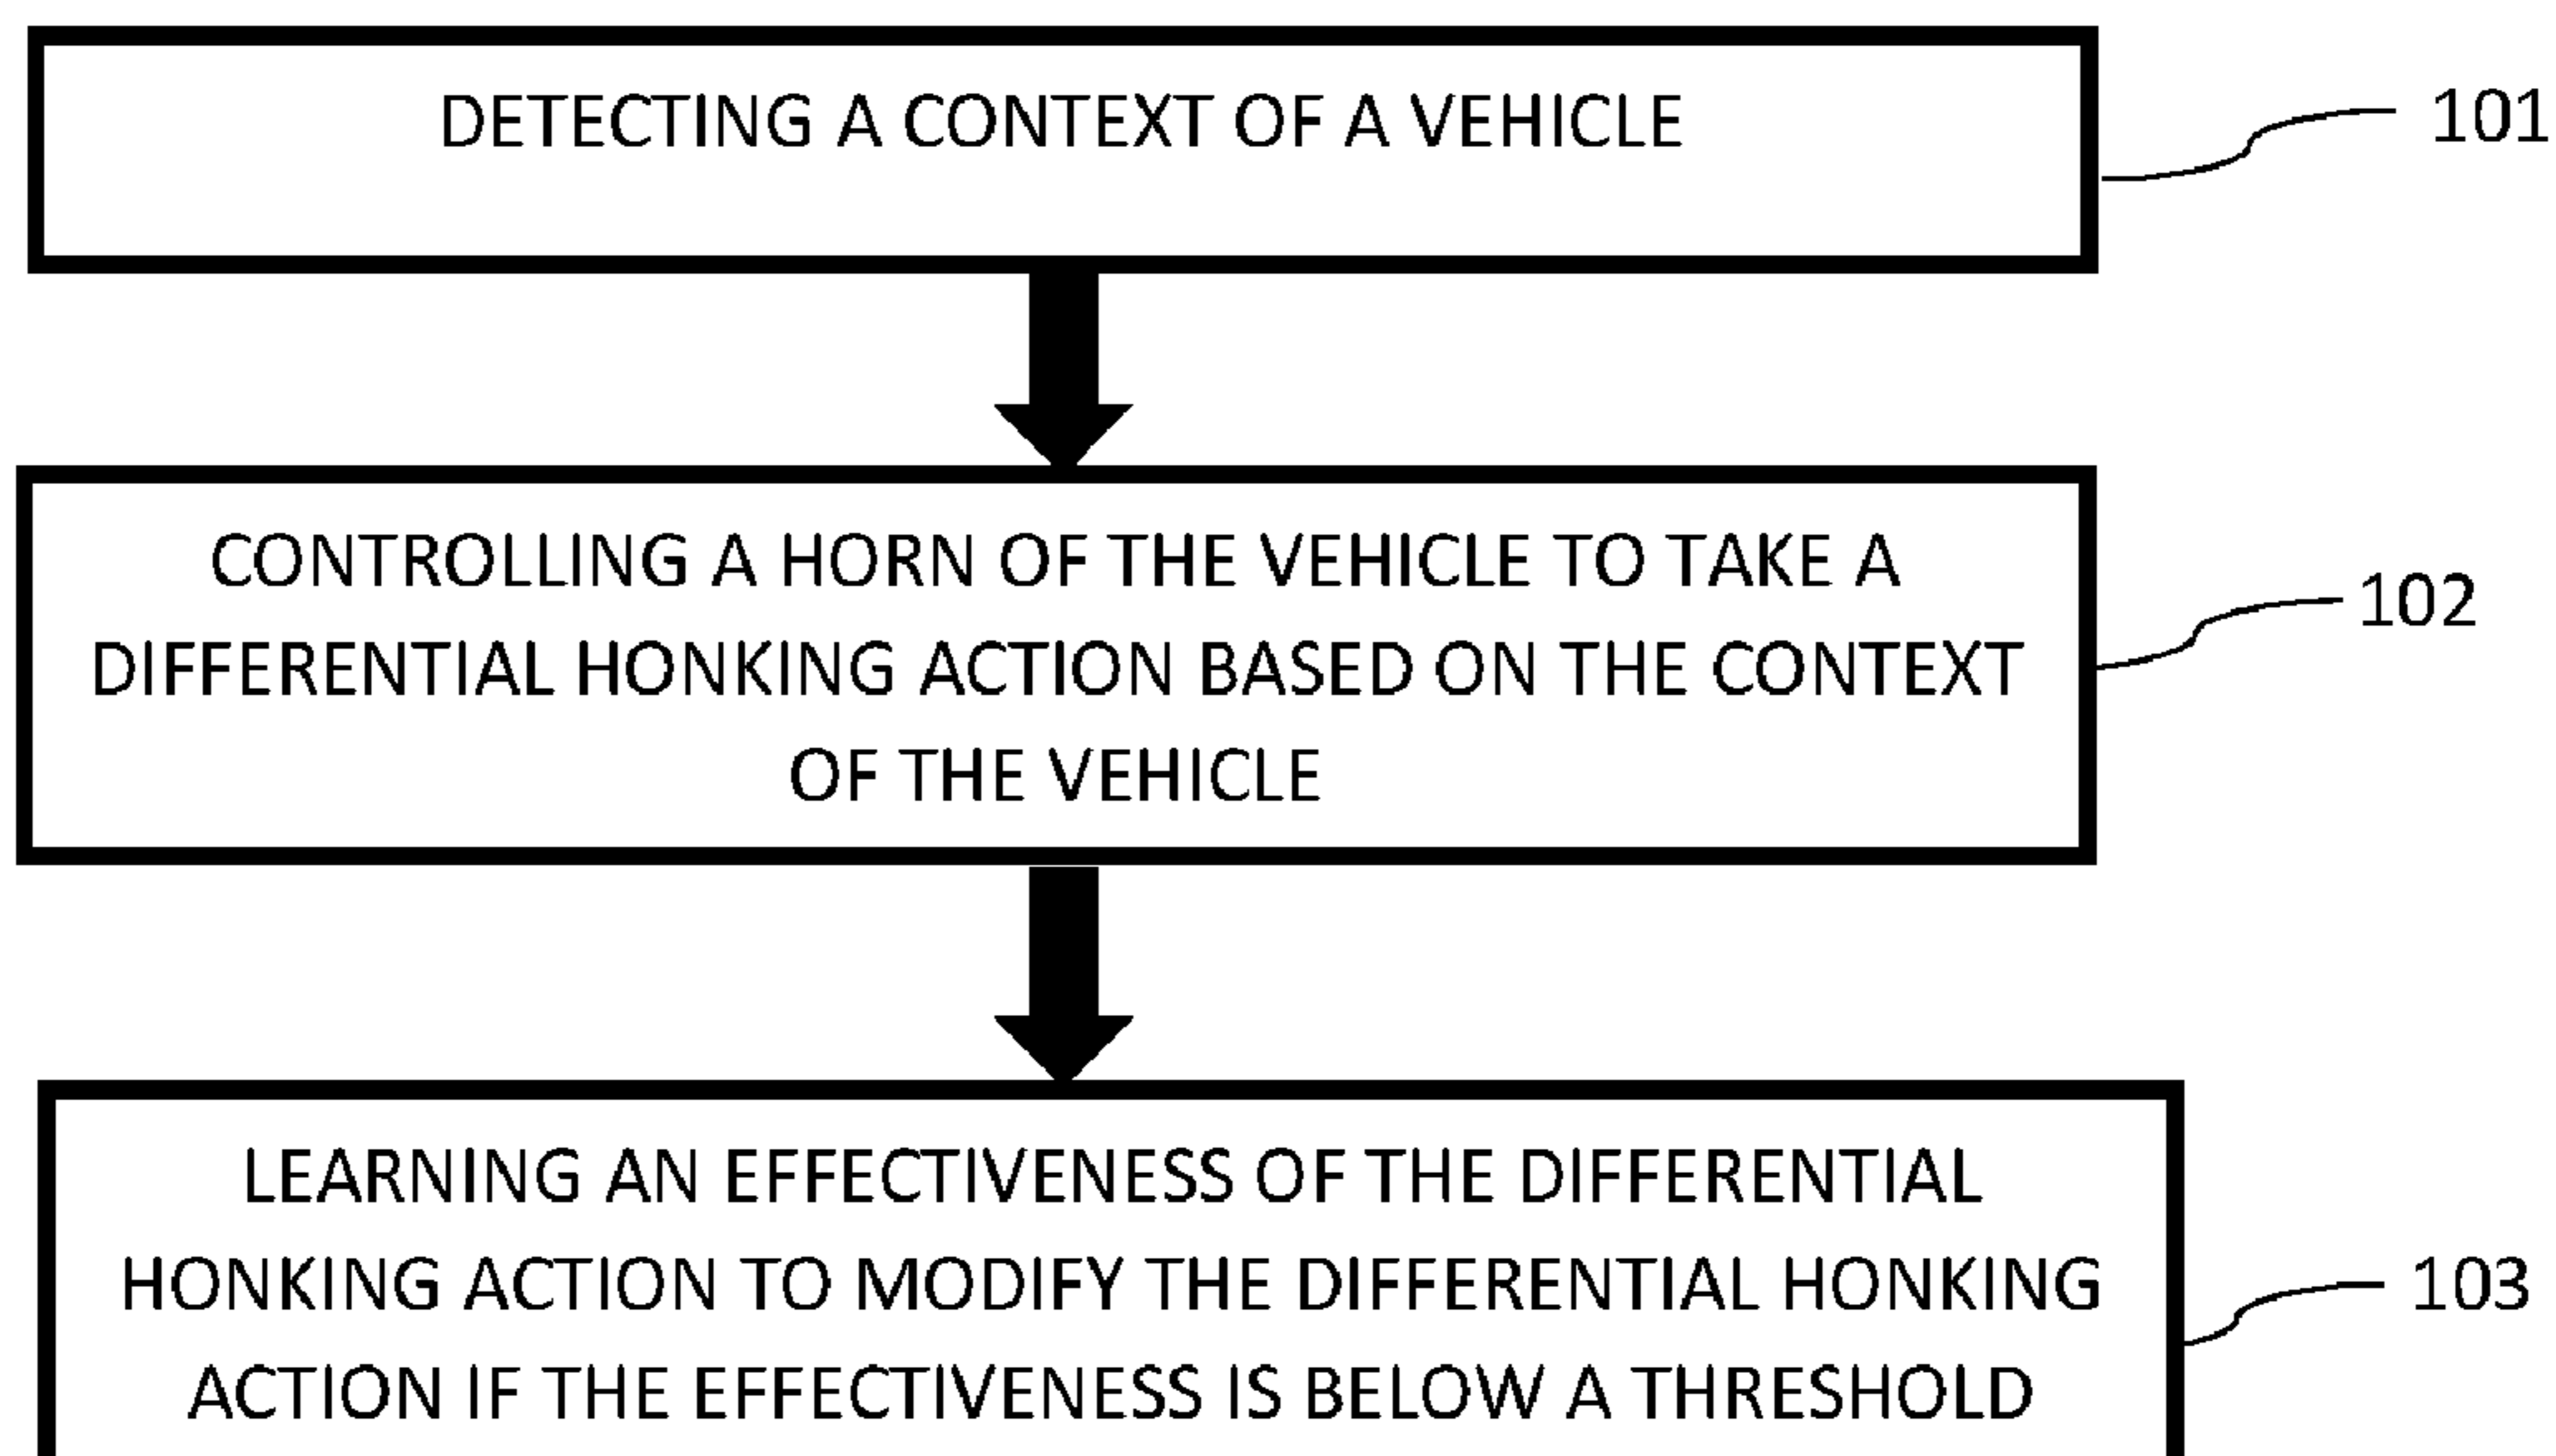 DETECTING A CONTEXT OF A VEHICLE
101
CONTROLLING A HORN OF THE VEHICLE TO TAKE A
DIFFERENTIAL HONKING ACTION BASED ON THE CONTEXT
OF THE VEHICLE
102
LEARNING AN EFFECTIVENESS OF THE DIFFERENTIAL
HONKING ACTION TO MODIFY THE DIFFERENTIAL HONKING
ACTION IF THE EFFECTIVENESS IS BELOW A THRESHOLD
103